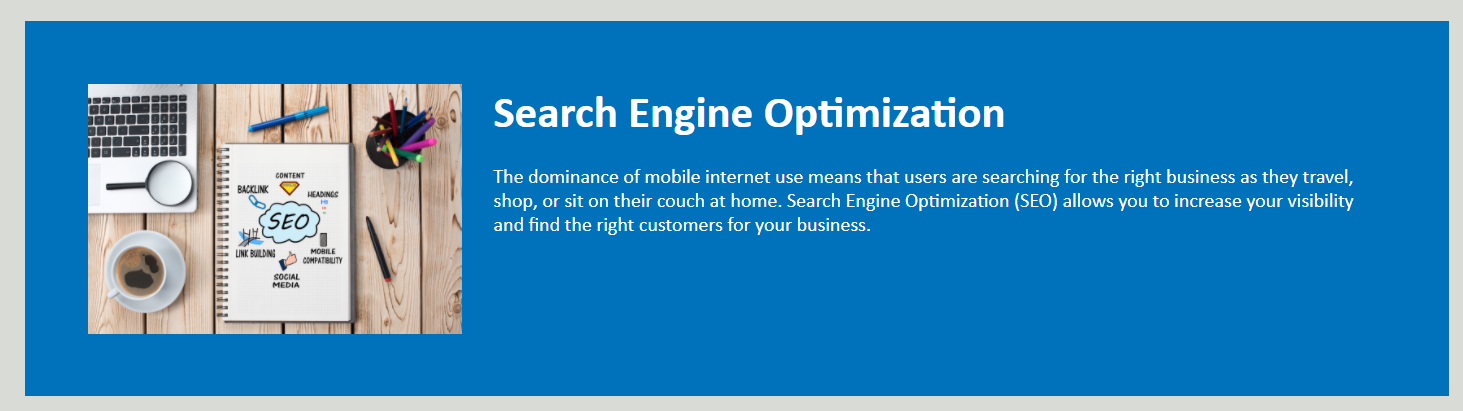 Search Engine Optimization
The dominance of mobile internet use means that users are searching for the right business as they travel,
shop, or sit on their couch at home. Search Engine Optimization (SEO) allows you to increase your visibility
and find the right customers for your business.
CONTENT
BACKLINK
HEADINGS
H1
SEO
LINK BUILDING
MOBILE
COMPATIBILITY
SOCIAL
MEDIA